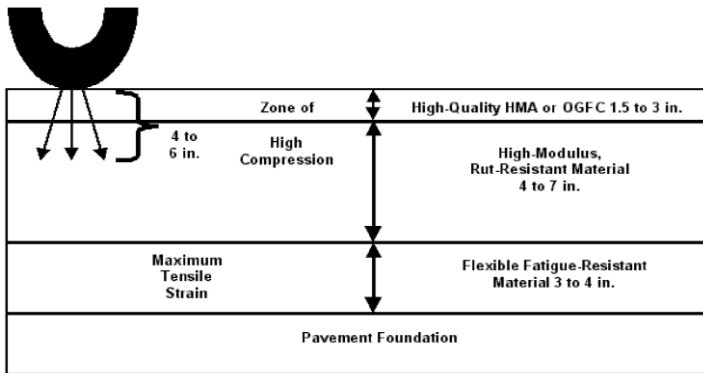 Zone of
High-Quality HMA or OGFC 1.5 to 3 in.
4 to
6 in.
High
Compression
High-Modulus,
Rut-Resistant Material
4 to 7 in.
Maximum
Tensile
Strain
Flexible Fatigue-Resistant
Material 3 to 4 in.
Pavement Foundation